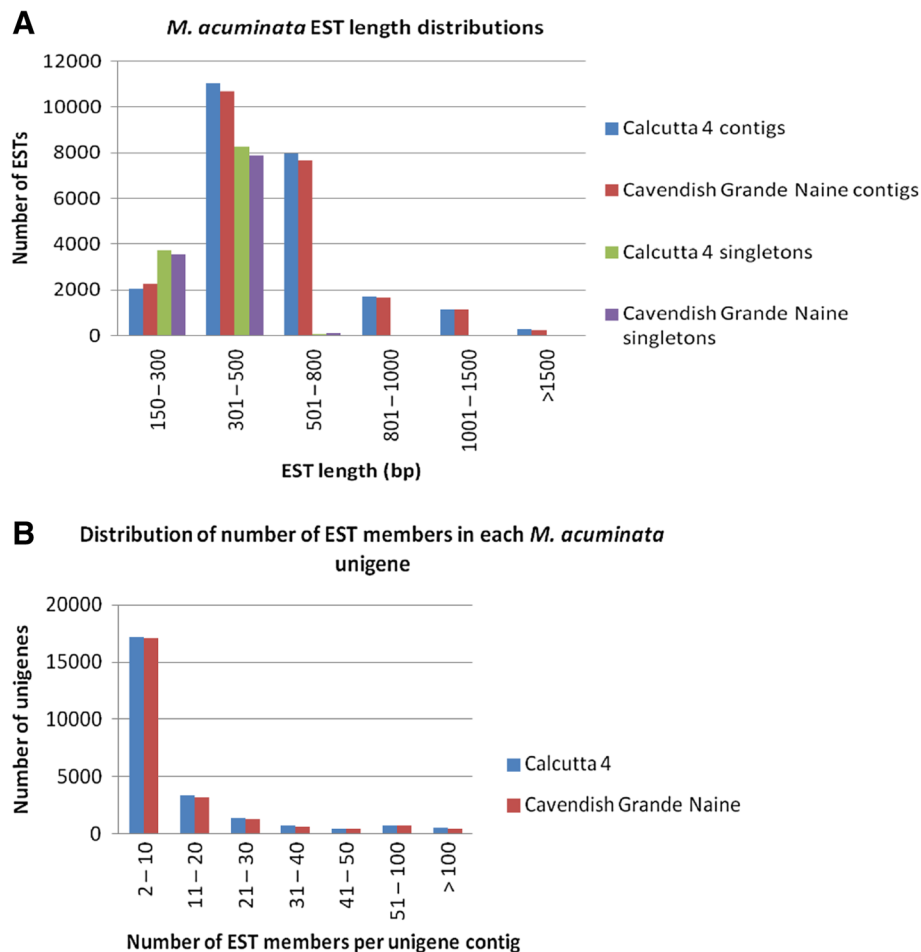 A
M. acuminata EST length distributions
12000
10000
8000
6000
4000
2000
0
Number of ESTs
150–300
301–500
501–800
801–1000
1001–1500
>1500
EST length (bp)
Calcutta 4 contigs
Cavendish Grande Naine contigs
Calcutta 4 singletons
Cavendish Grande Naine
singletons
B
Distribution of number of EST members in each M. acuminata
unigene
20000
15000
10000
5000
0
Number of unigenes
2–10
11–20
21–30
31–40
41–50
51–100
>100
Number of EST members per unigene contig
Calcutta 4
Cavendish Grande Naine